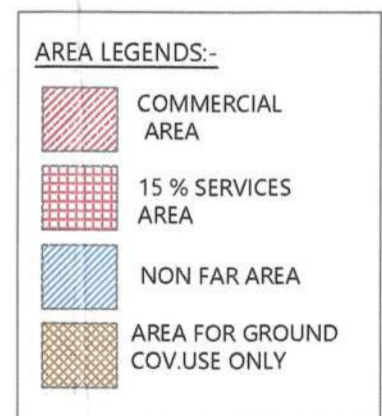 AREA LEGENDS:-
COMMERCIAL
AREA
15 % SERVICES
AREA
NON FAR AREA
AREA FOR GROUND
COV.USE ONLY